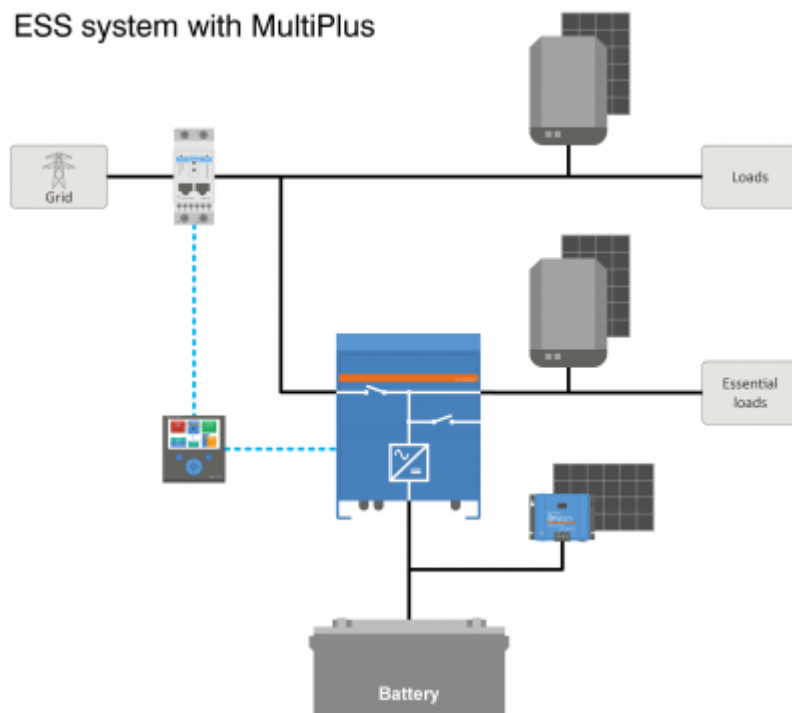 ESS system with MultiPlus
Grid
Loads
Essential
loads
Battery